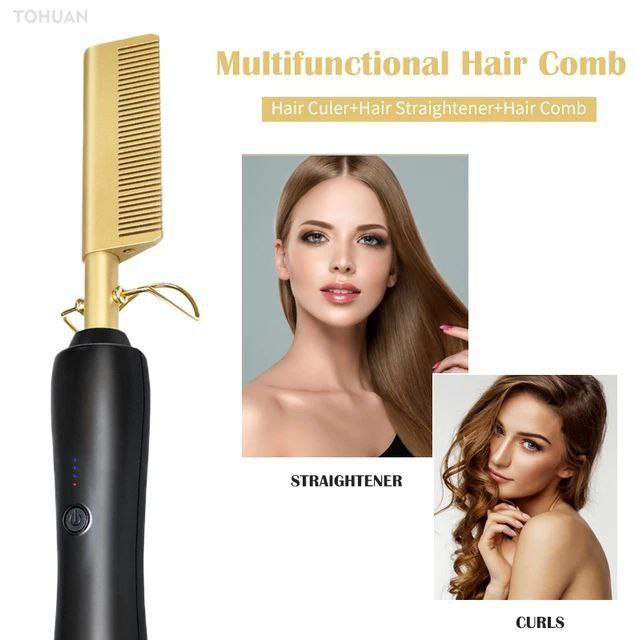 TOHUAN
Multifunctional Hair Comb
Hair Culer+Hair Straightener+Hair Comb
STRAIGHTENER
CURLS